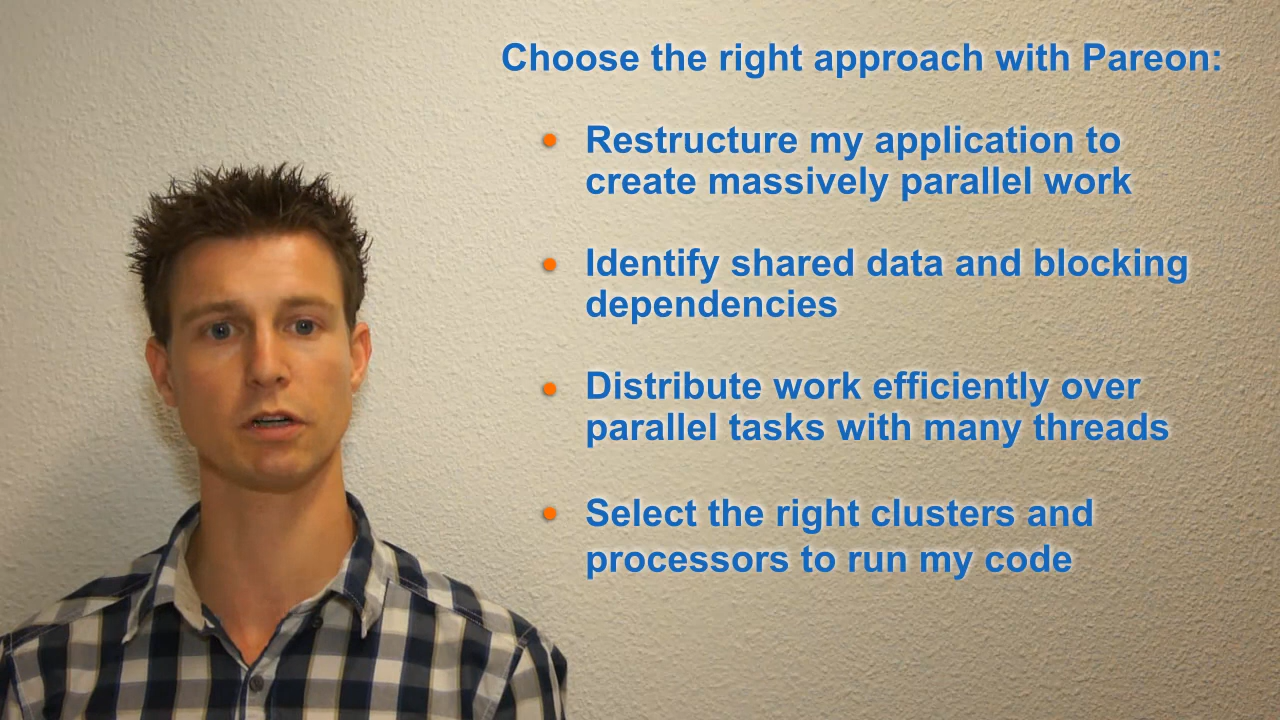 Choose the right approach with Pareon:
Restructure my application to
create massively parallel work
Identify shared data and blocking
dependencies
Distribute work efficiently over
parallel tasks with many threads
Select the right clusters and
processors to run my code